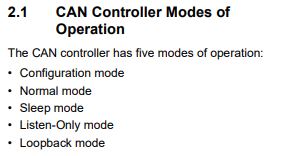 2.1 CAN Controller Modes of
Operation
The CAN controller has five modes of operation:
• Configuration mode
• Normal mode
• Sleep mode
• Listen-Only mode
• Loopback mode